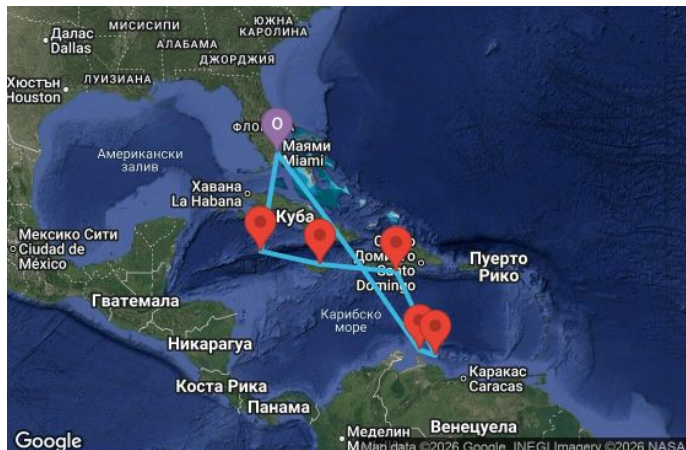 МИСИСИПИ
ЮЖНА
КАРОЛИНА
Далас
Dallas
АЛАБАМА
ДЖОРДЖИЯ
Хюстън
Houston
ЛУИЗИАНА
O
Маями
Miami
Американски
залив
Хавана
La Habana
Куба
Мексико Сити
Ciudad de
México
Santo
Domingo
Пуерто
Рико
Гватемала
Карибско
море
Никарагуа
Каракас
Caracas
Коста Рика
Панама
Венецуела
Меделин
Google
Map data ©2026 Google, INEGI Imagery ©2026 NASA